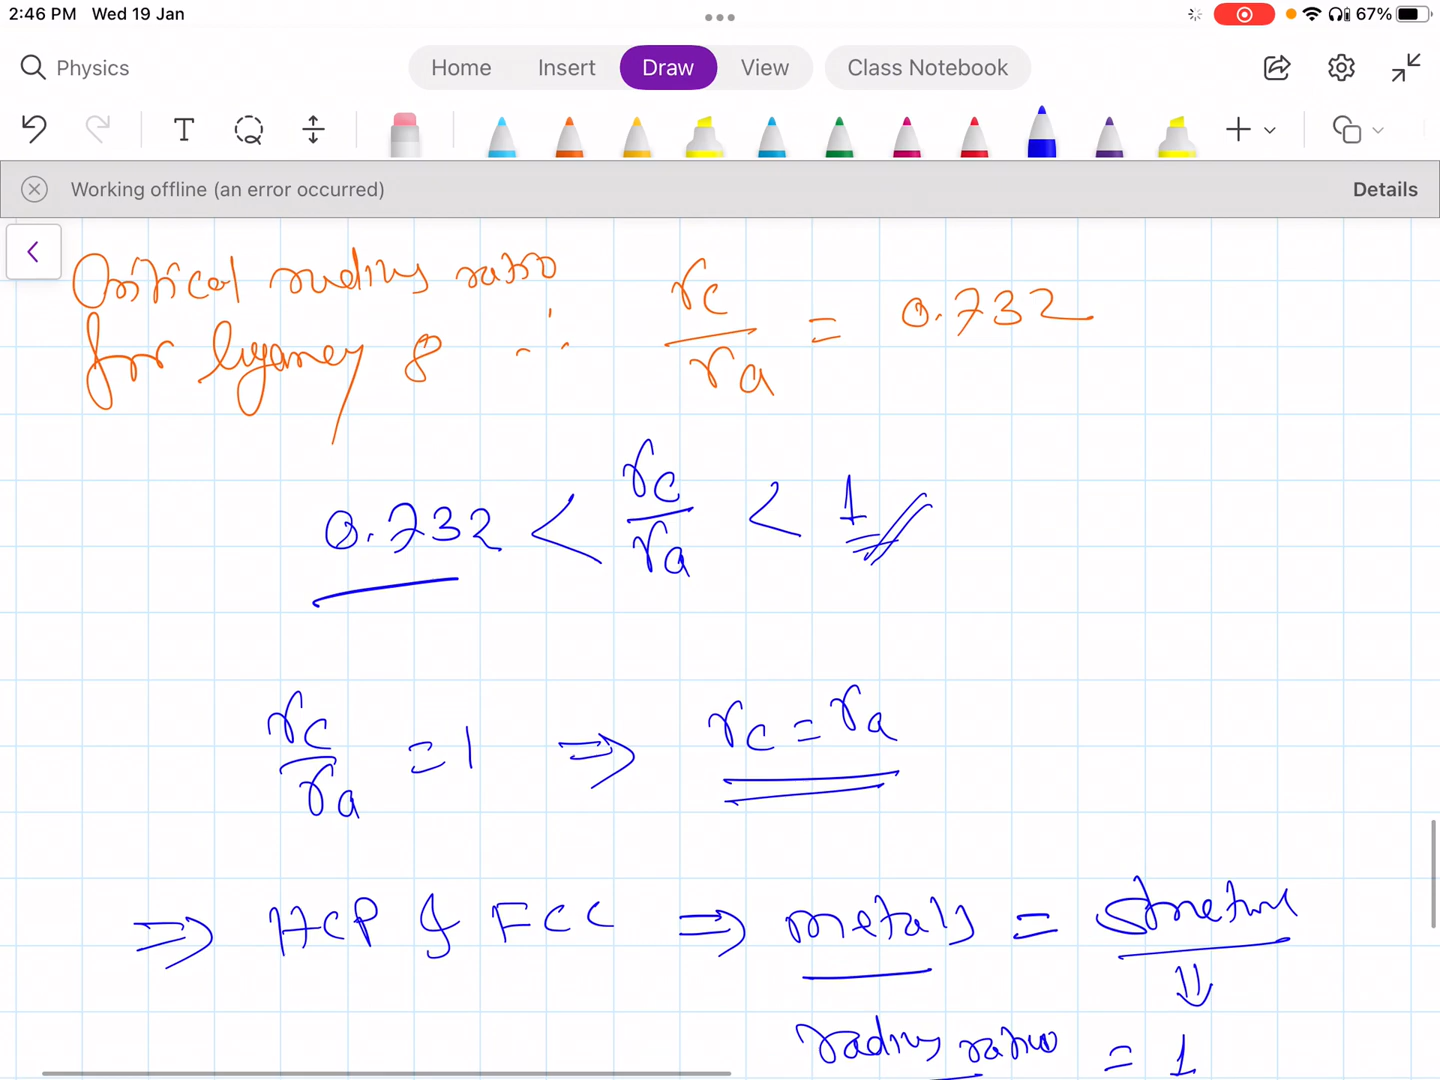 2:46 PM Wed 19 Jan 67%
Physics Home Insert Draw View Class Notebook
T
Working offline (an error occurred) Details
Critical radius ratio
for ligancy 8 ∴ rc/ra = 0.732
0.732 < rc/ra < 1
rc/ra = 1 ⇒ rc = ra
⇒ HCP & FCC ⇒ metals = structure
⇓
radius ratio = 1